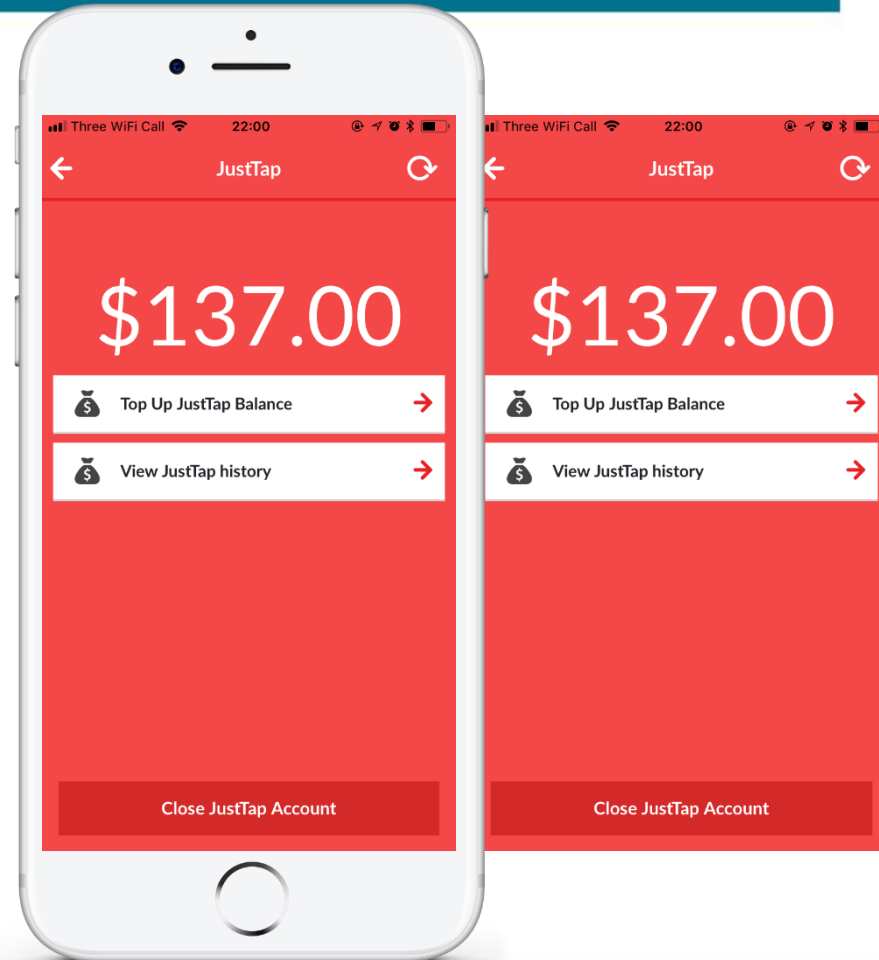 Three WiFi Call 22:00
JustTap
$137.00
Top Up JustTap Balance
View JustTap history
Close JustTap Account
Three WiFi Call 22:00
JustTap
$137.00
Top Up JustTap Balance
View JustTap history
Close JustTap Account